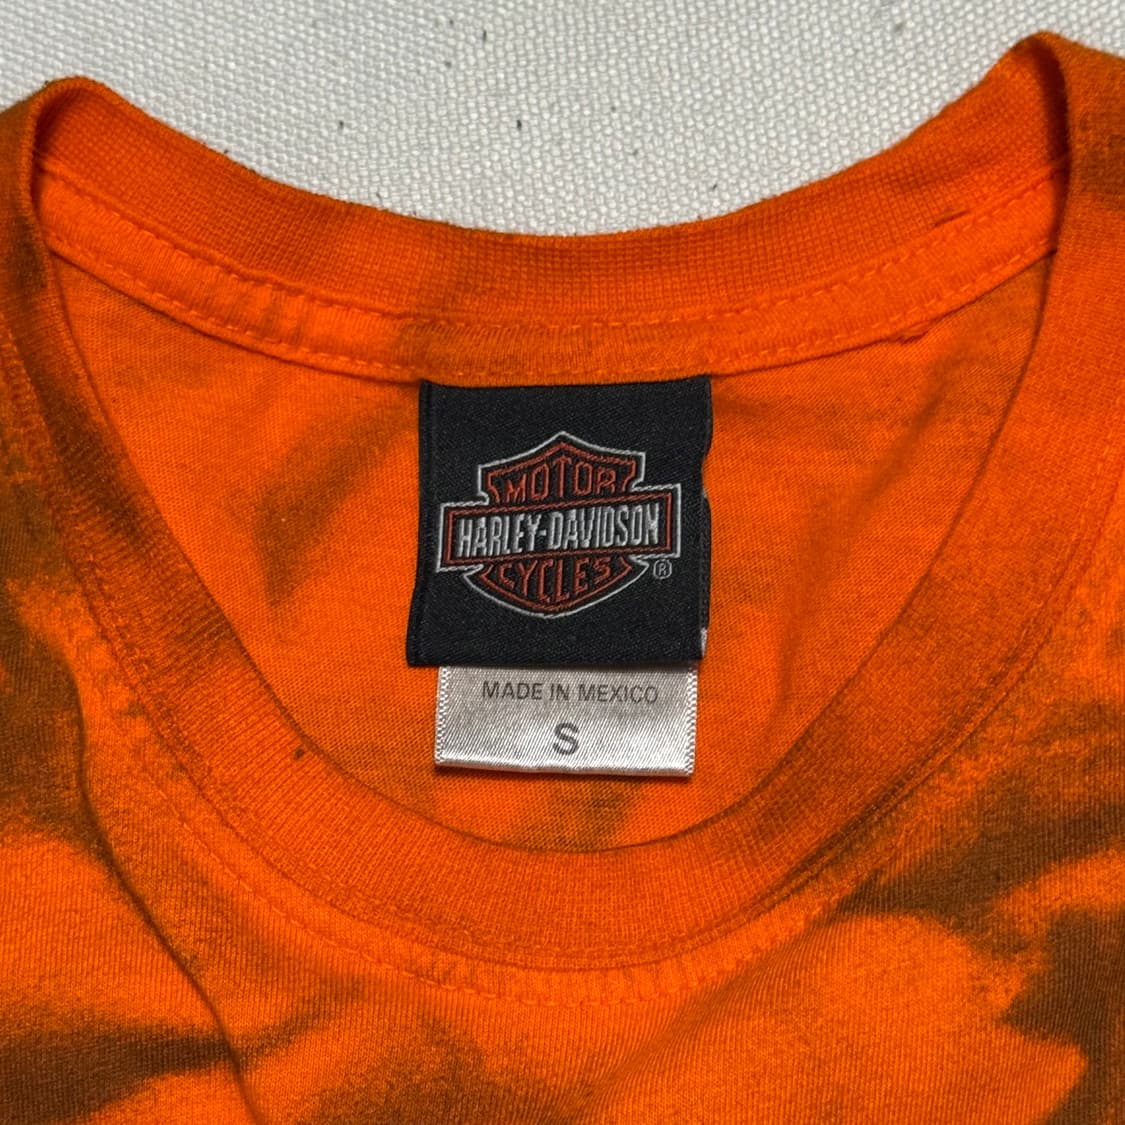 MOTOR
HARLEY-DAVIDSON
CYCLES
®
MADE IN MEXICO
S